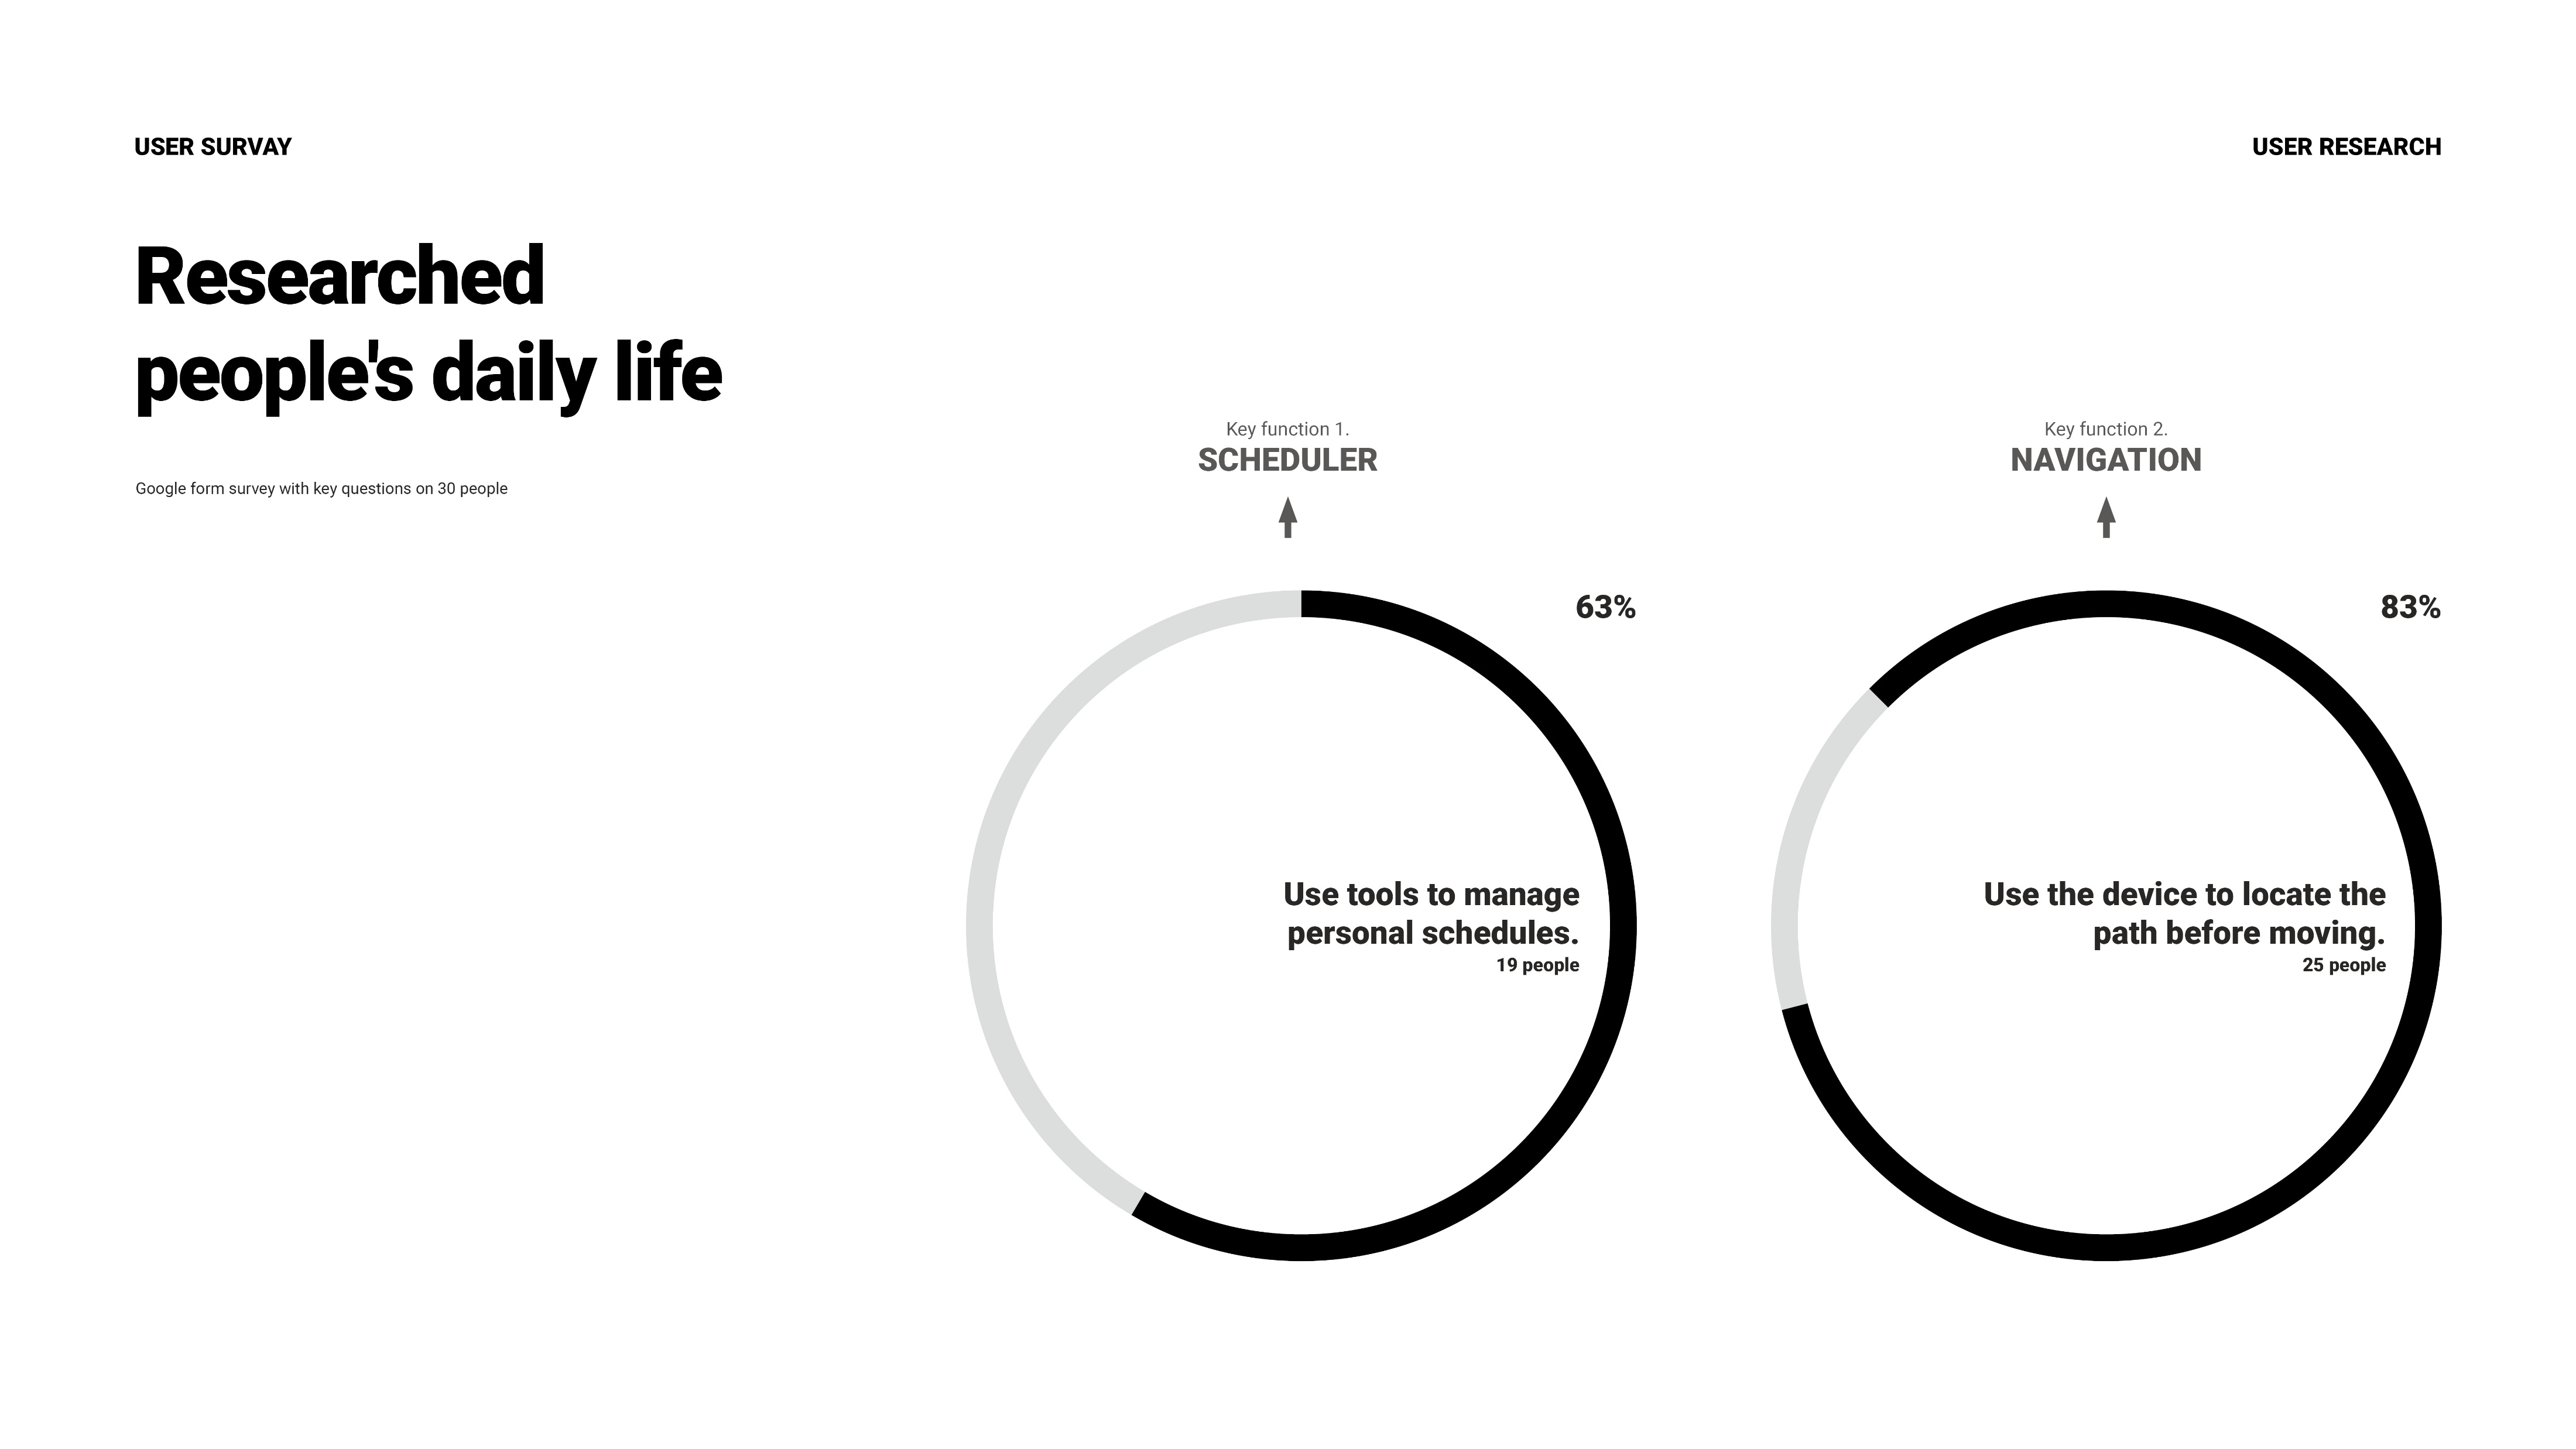 USER SURVAY
USER RESEARCH
Researched
people's daily life
Google form survey with key questions on 30 people
Key function 1.
SCHEDULER
63%
Use tools to manage
personal schedules.
19 people
Key function 2.
NAVIGATION
83%
Use the device to locate the
path before moving.
25 people